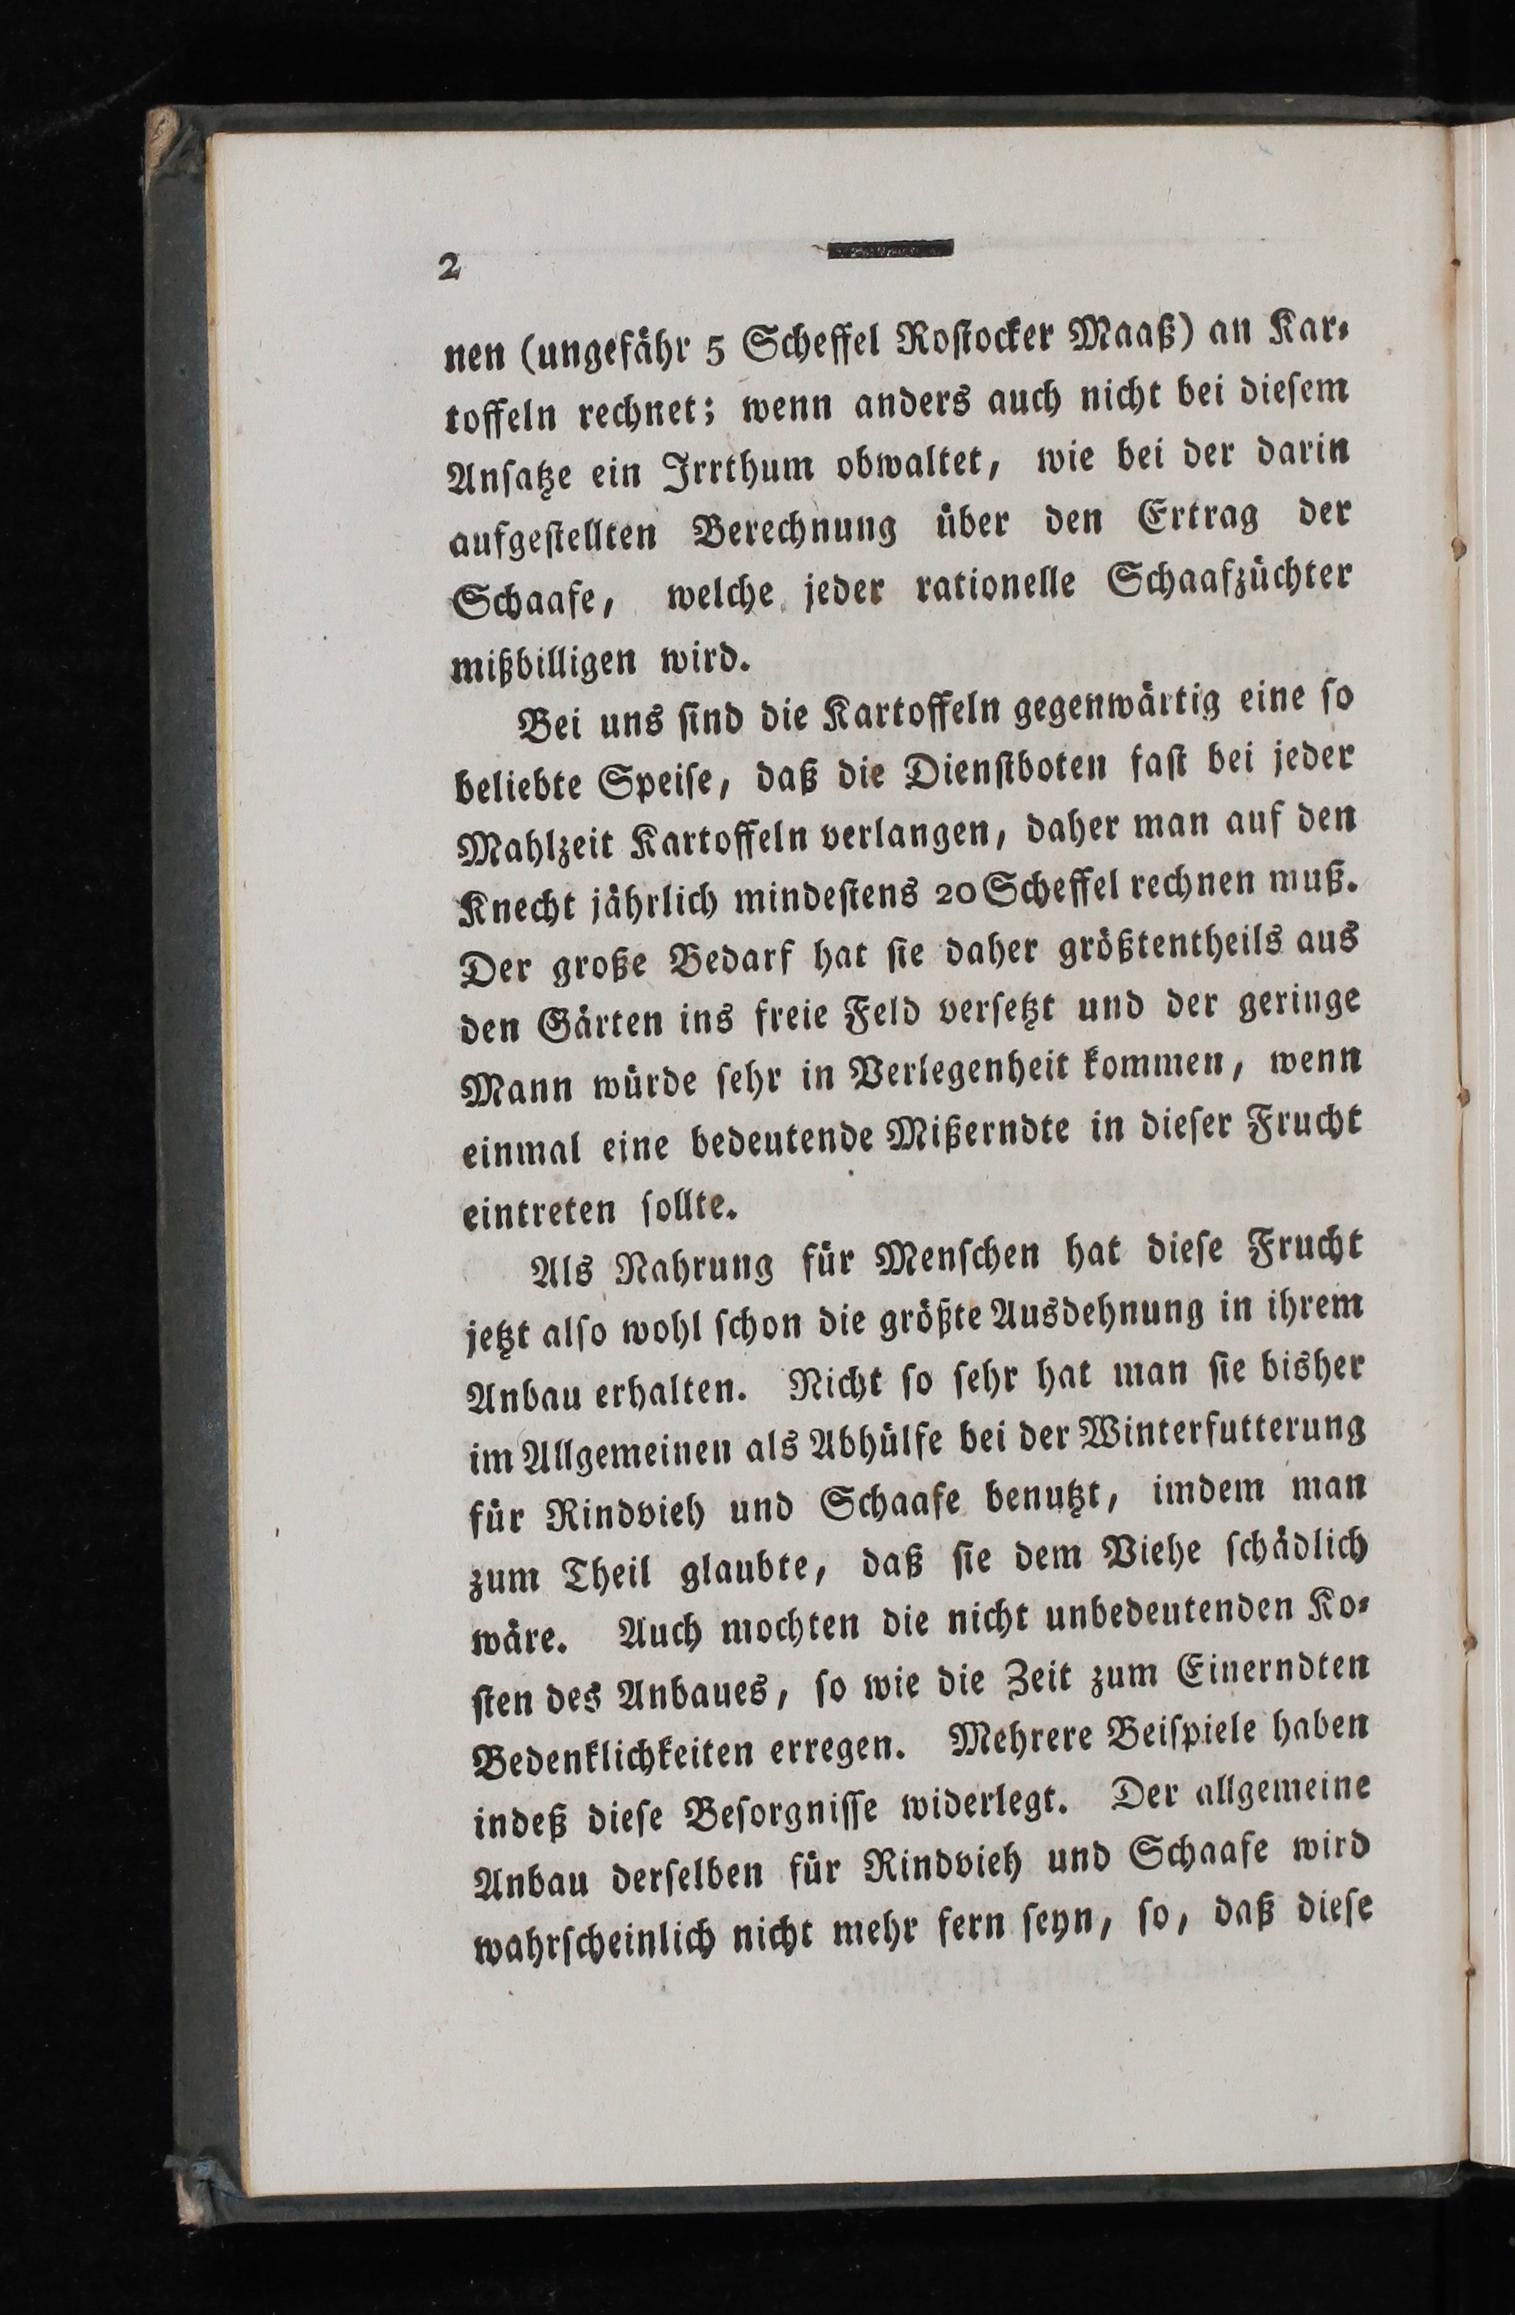 2
nen (ungefähr 5 Scheffel Rostocker Maaß) an Kar-
toffeln rechnet; wenn anders auch nicht bei diesem
Ansatze ein Irrthum obwaltet, wie bei der darin
aufgestellten Berechnung über den Ertrag der
Schaafe, welche jeder rationelle Schaafzüchter
mißbilligen wird.
Bei uns sind die Kartoffeln gegenwärtig eine so
beliebte Speise, daß die Dienstboten fast bei jeder
Mahlzeit Kartoffeln verlangen, daher man auf den
Knecht jährlich mindestens 20 Scheffel rechnen muß.
Der große Bedarf hat sie daher größtentheils aus
den Gärten ins freie Feld versetzt und der geringe
Mann würde sehr in Verlegenheit kommen, wenn
einmal eine bedeutende Mißerndte in dieser Frucht
eintreten sollte.
Als Nahrung für Menschen hat diese Frucht
jetzt also wohl schon die größte Ausdehnung in ihrem
Anbau erhalten. Nicht so sehr hat man sie bisher
im Allgemeinen als Abhülfe bei der Winterfutterung
für Rindvieh und Schaafe benutzt, imdem man
zum Theil glaubte, daß sie dem Viehe schädlich
wäre. Auch mochten die nicht unbedeutenden Ko-
sten des Anbaues, so wie die Zeit zum Einerndten
Bedenklichkeiten erregen. Mehrere Beispiele haben
indeß diese Besorgnisse widerlegt. Der allgemeine
Anbau derselben für Rindvieh und Schaafe wird
wahrscheinlich nicht mehr fern seyn, so, daß diese